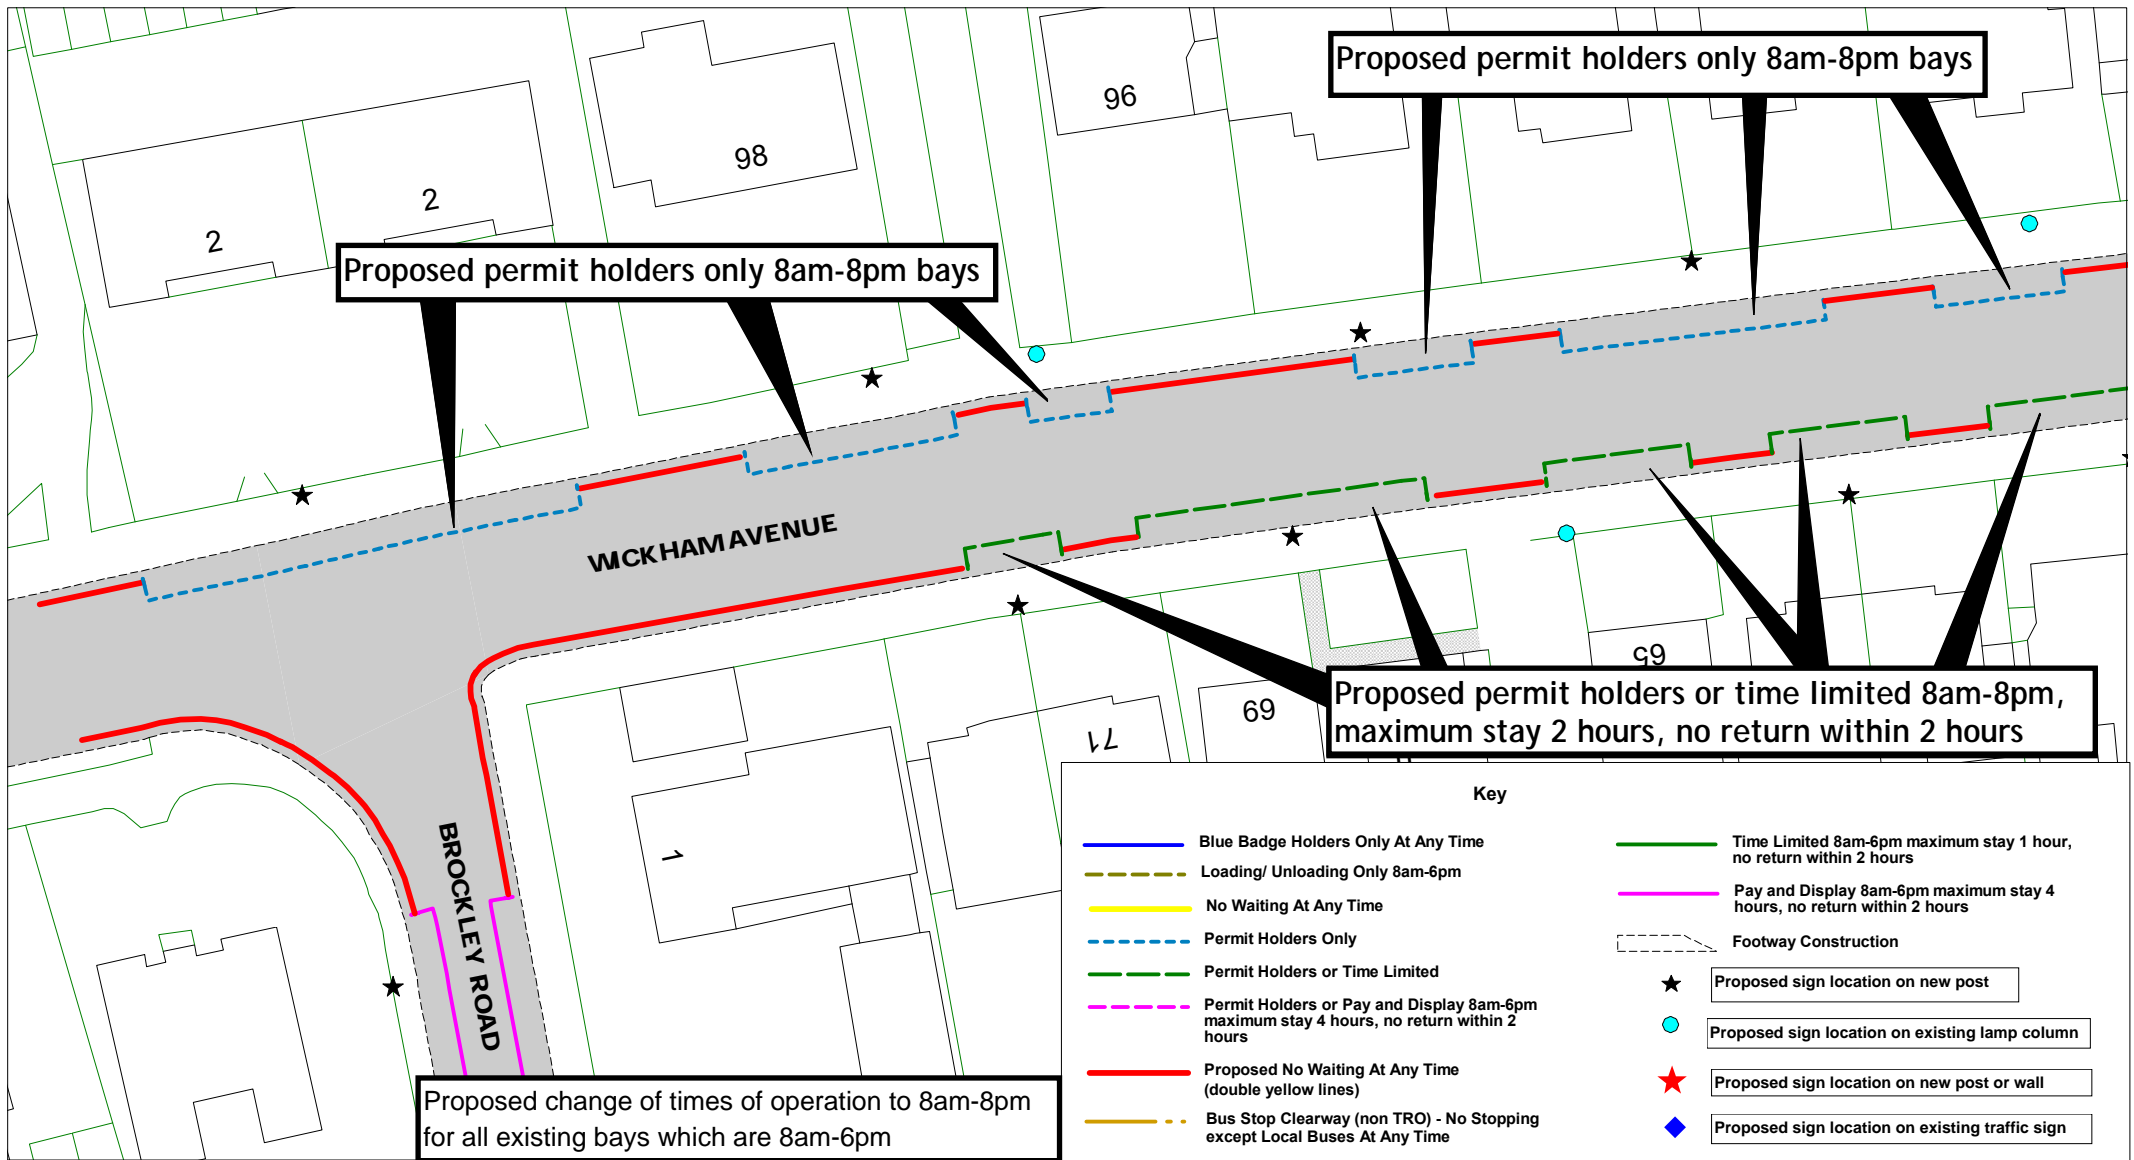 Proposed permit holders only 8am-8pm bays
96
98
2
2
Proposed permit holders only 8am-8pm bays
WICKHAM AVENUE
65
69
71
Proposed permit holders or time limited 8am-8pm,
maximum stay 2 hours, no return within 2 hours
1
BROCKLEY ROAD
Proposed change of times of operation to 8am-8pm
for all existing bays which are 8am-6pm
Key
Blue Badge Holders Only At Any Time
Loading/ Unloading Only 8am-6pm
No Waiting At Any Time
Permit Holders Only
Permit Holders or Time Limited
Permit Holders or Pay and Display 8am-6pm
maximum stay 4 hours, no return within 2
hours
Proposed No Waiting At Any Time
(double yellow lines)
Bus Stop Clearway (non TRO) - No Stopping
except Local Buses At Any Time
Time Limited 8am-6pm maximum stay 1 hour,
no return within 2 hours
Pay and Display 8am-6pm maximum stay 4
hours, no return within 2 hours
Footway Construction
Proposed sign location on new post
Proposed sign location on existing lamp column
Proposed sign location on new post or wall
Proposed sign location on existing traffic sign